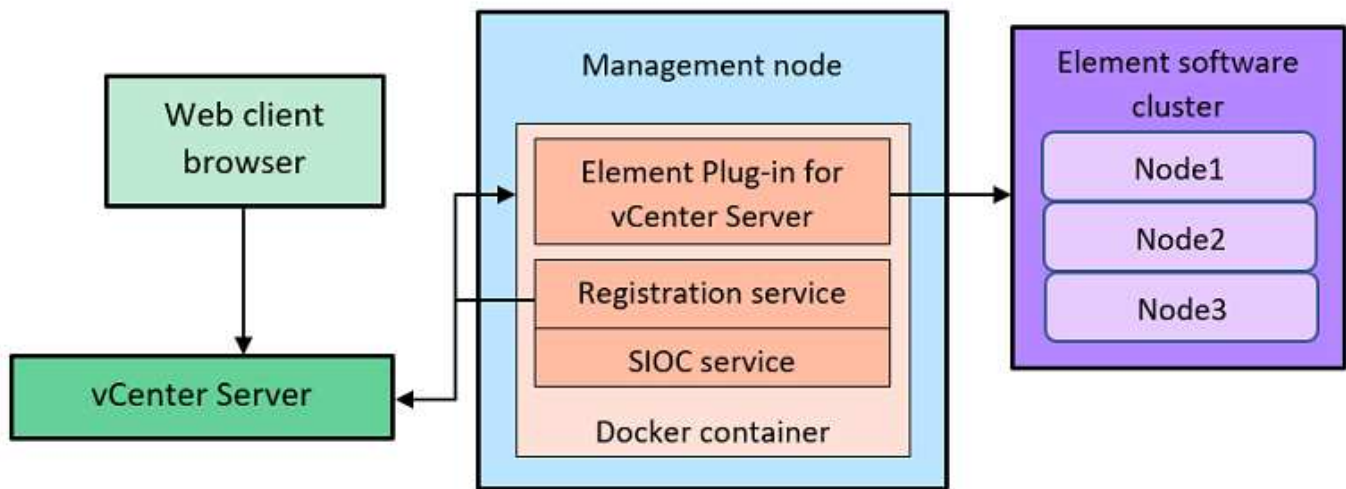 Web client
browser
vCenter Server
Management node
Element Plug-in for
vCenter Server
Registration service
SIOC service
Docker container
Element software
cluster
Node1
Node2
Node3